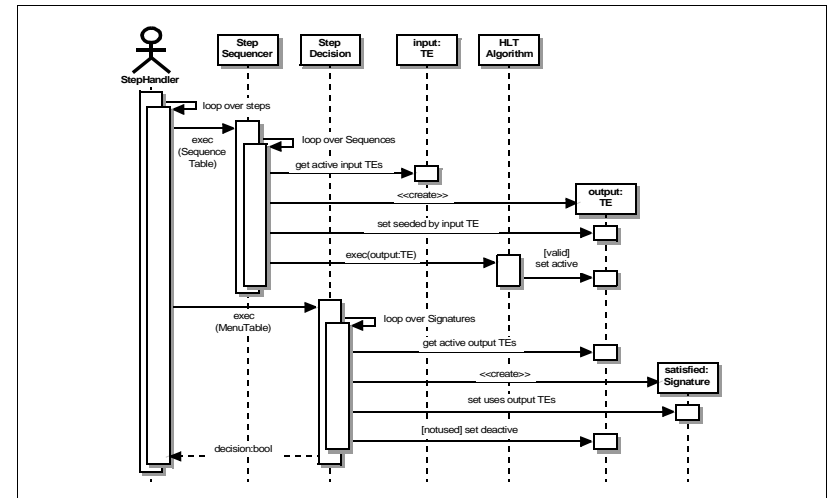 Step
Sequencer
Step
Decision
input:
TE
HLT
Algorithm
StepHandler
loop over steps
exec
(Sequence
Table)
loop over Sequences
get active input TEs
<<create>>
output:
TE
set seeded by input TE
exec(output:TE)
[valid]
set active
exec
(MenuTable)
loop over Signatures
get active output TEs
<<create>>
satisfied:
Signature
set uses output TEs
[notused] set deactive
decision:bool